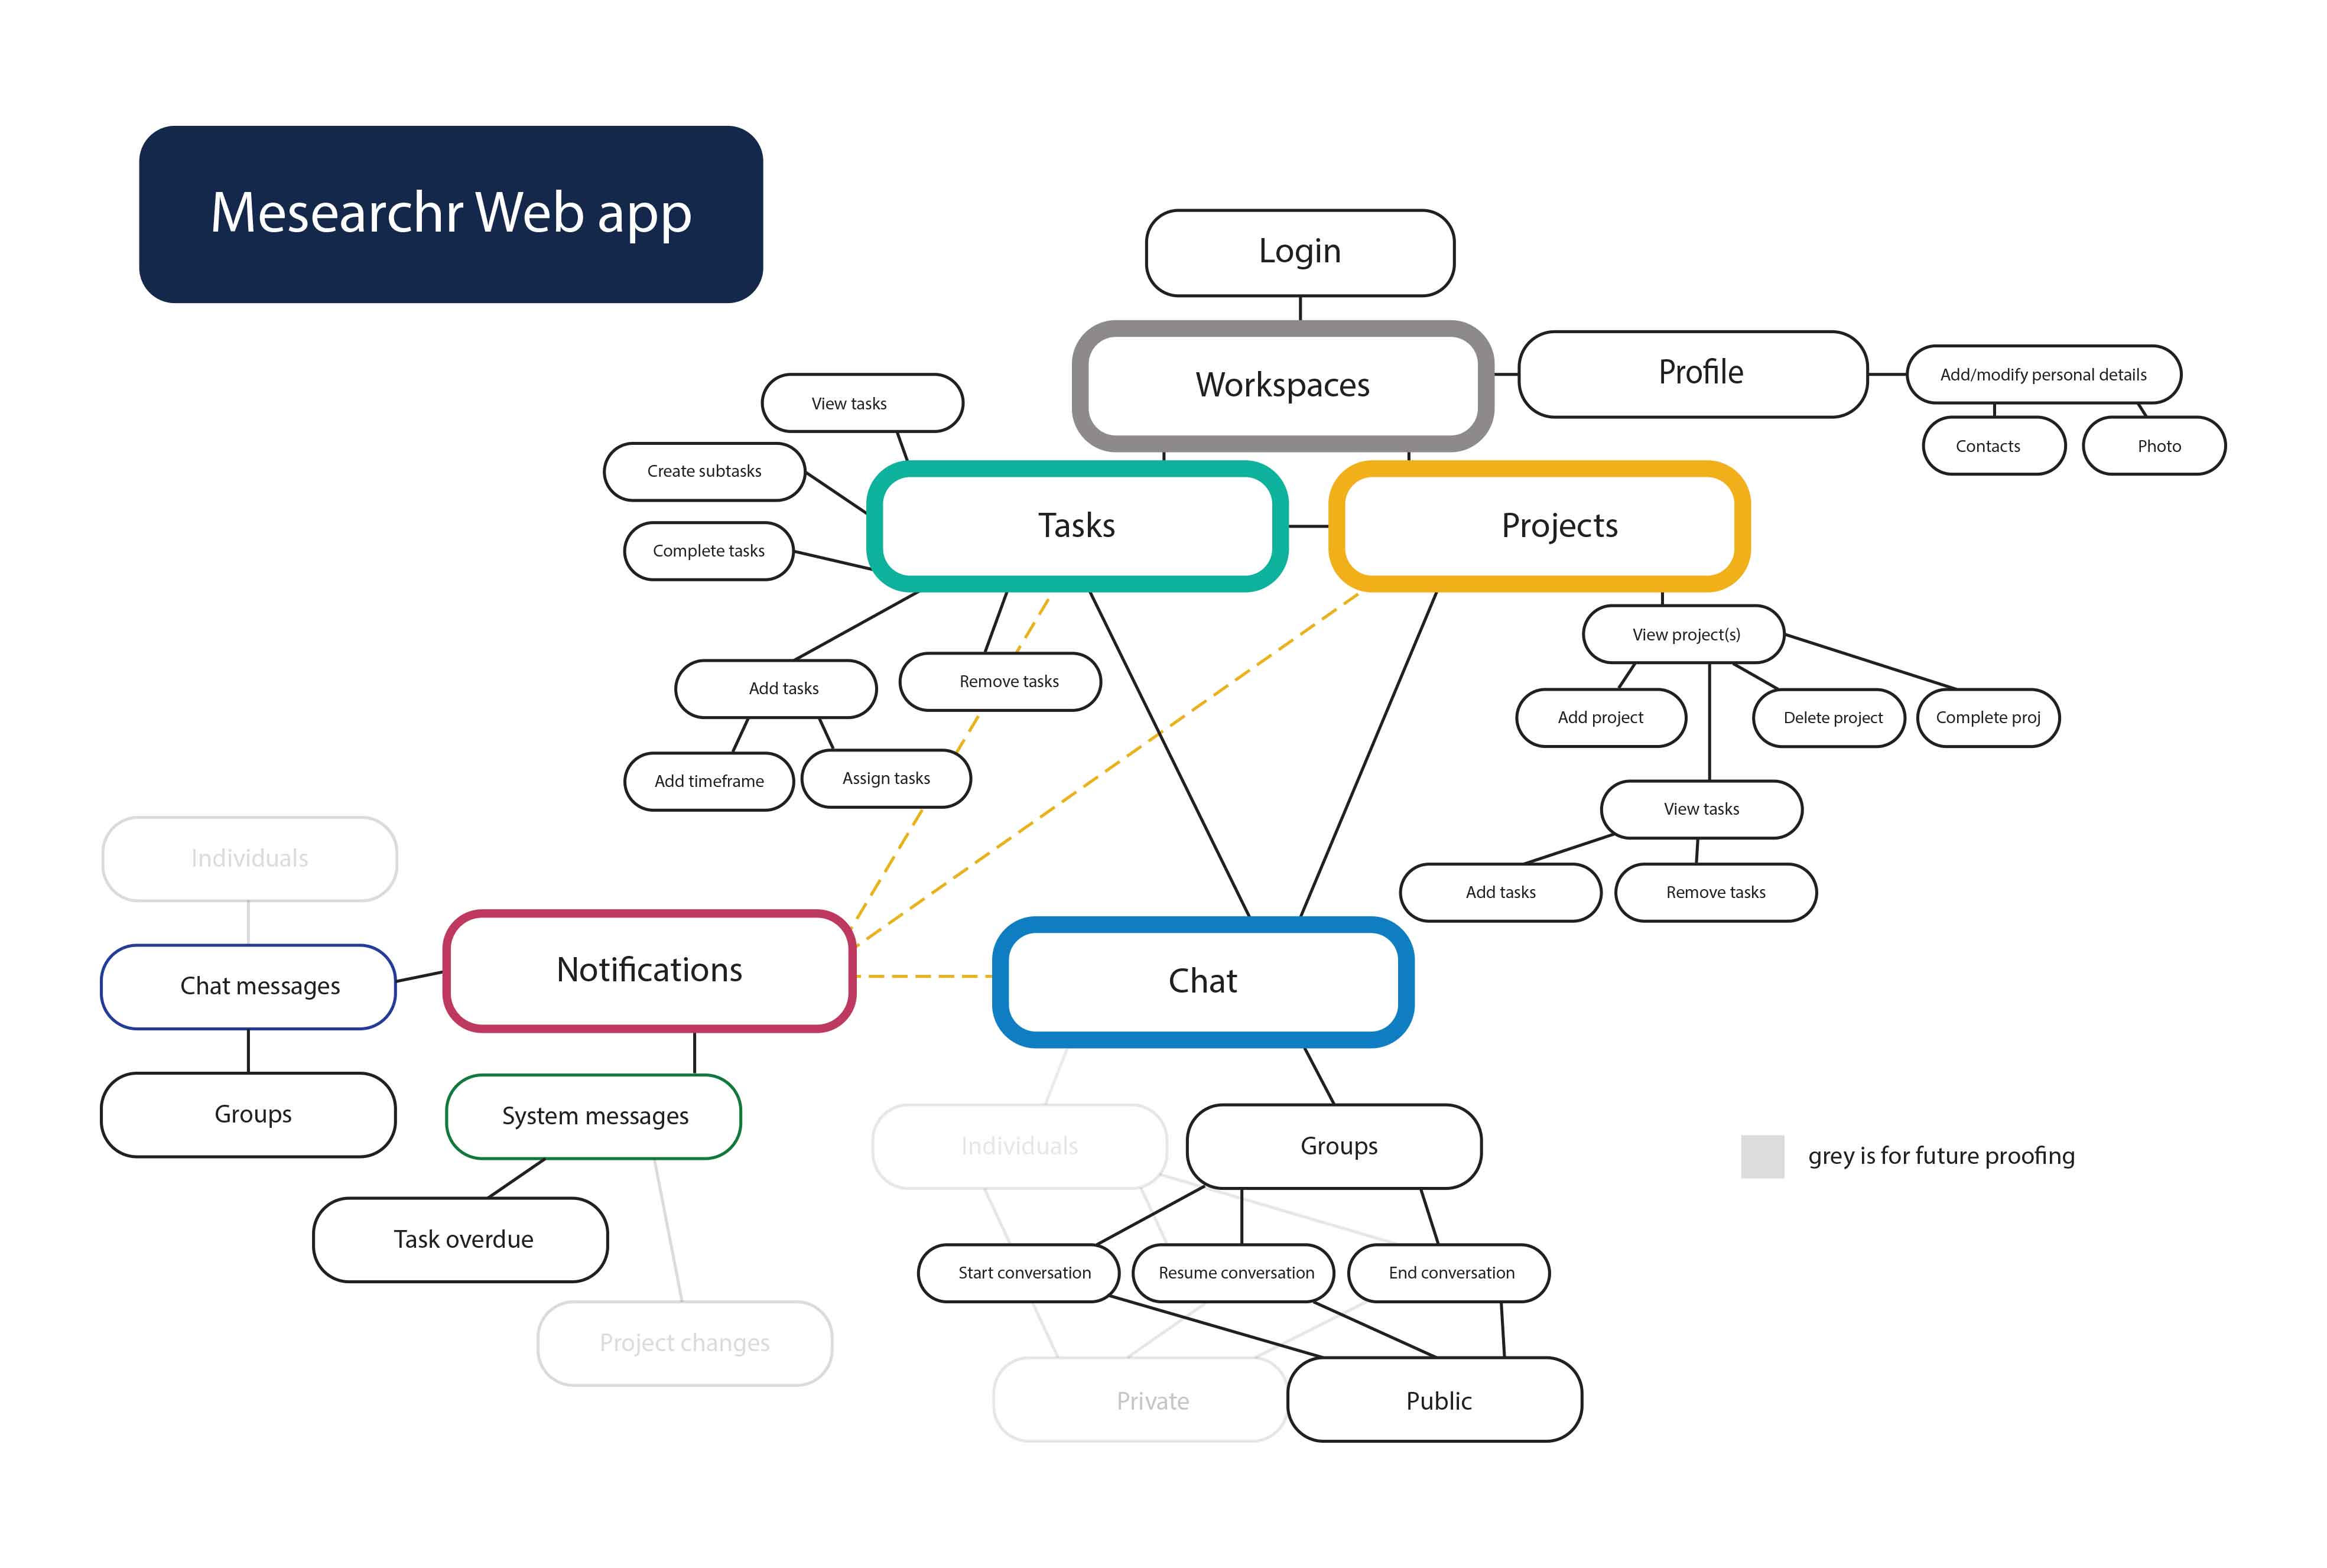 Mesearchr Web app
Login
Workspaces
Profile
Add/modify personal details
Contacts
Photo
View tasks
Create subtasks
Complete tasks
Tasks
Projects
View project(s)
Add tasks
Remove tasks
Add project
Delete project
Complete proj
Add timeframe
Assign tasks
View tasks
Add tasks
Remove tasks
Individuals
Notifications
Chat
Chat messages
Groups
System messages
Individuals
Groups
grey is for future proofing
Task overdue
Start conversation
Resume conversation
End conversation
Project changes
Private
Public